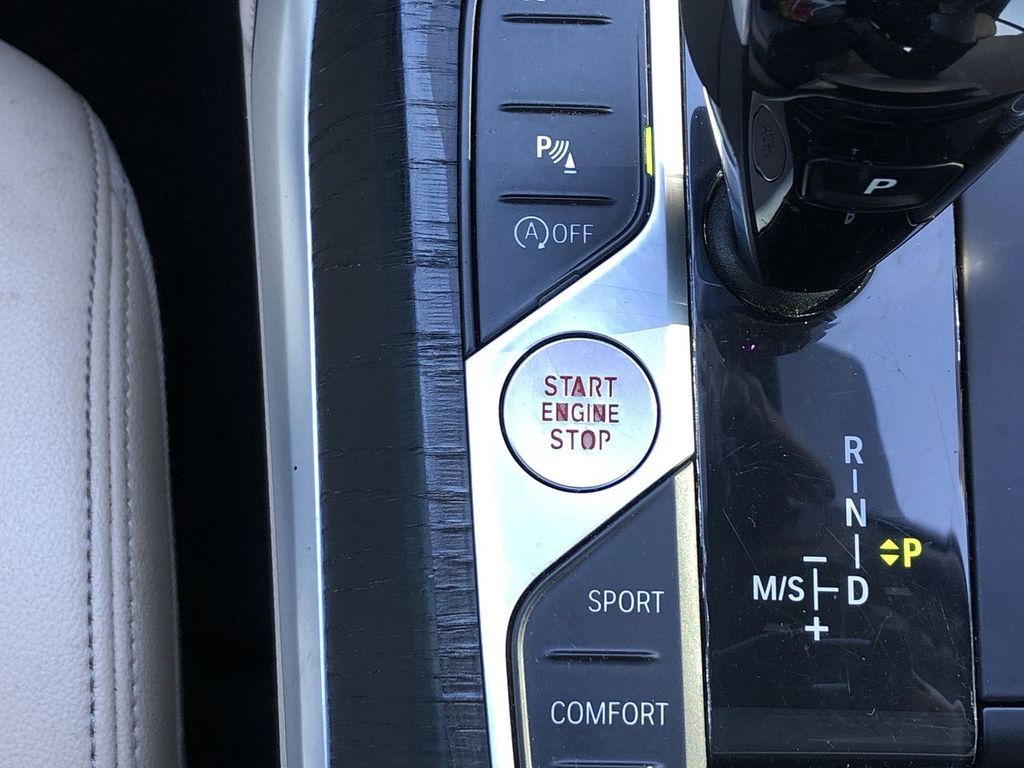 P
A OFF
P
START
ENGINE
STOP
SPORT
COMFORT
R
N
P
M/S D
+